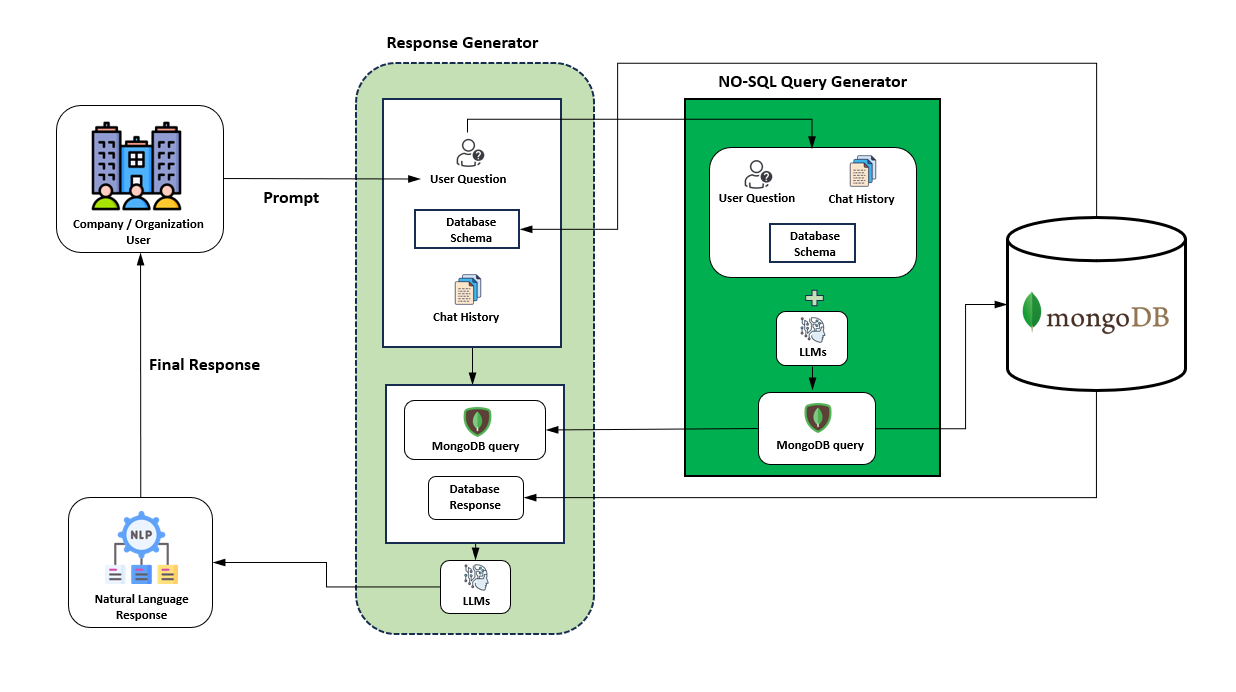 Response Generator
NO-SQL Query Generator
User Question
Prompt
Company / Organization
User
Database
Schema
Chat History
User Question
Chat History
Database
Schema
LLMs
MongoDB query
mongoDB
Final Response
MongoDB query
Database
Response
LLMs
NLP
Natural Language
Response